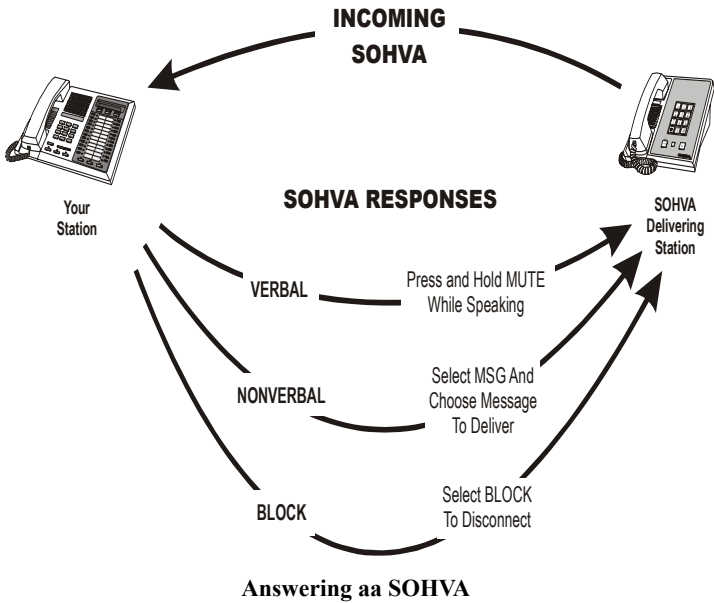 INCOMING
SOHVA
Your
Station
SOHVA RESPONSES
SOHVA
Delivering
Station
VERBAL
Press and Hold MUTE
While Speaking
NONVERBAL
Select MSG And
Choose Message
To Deliver
BLOCK
Select BLOCK
To Disconnect
Answering aa SOHVA